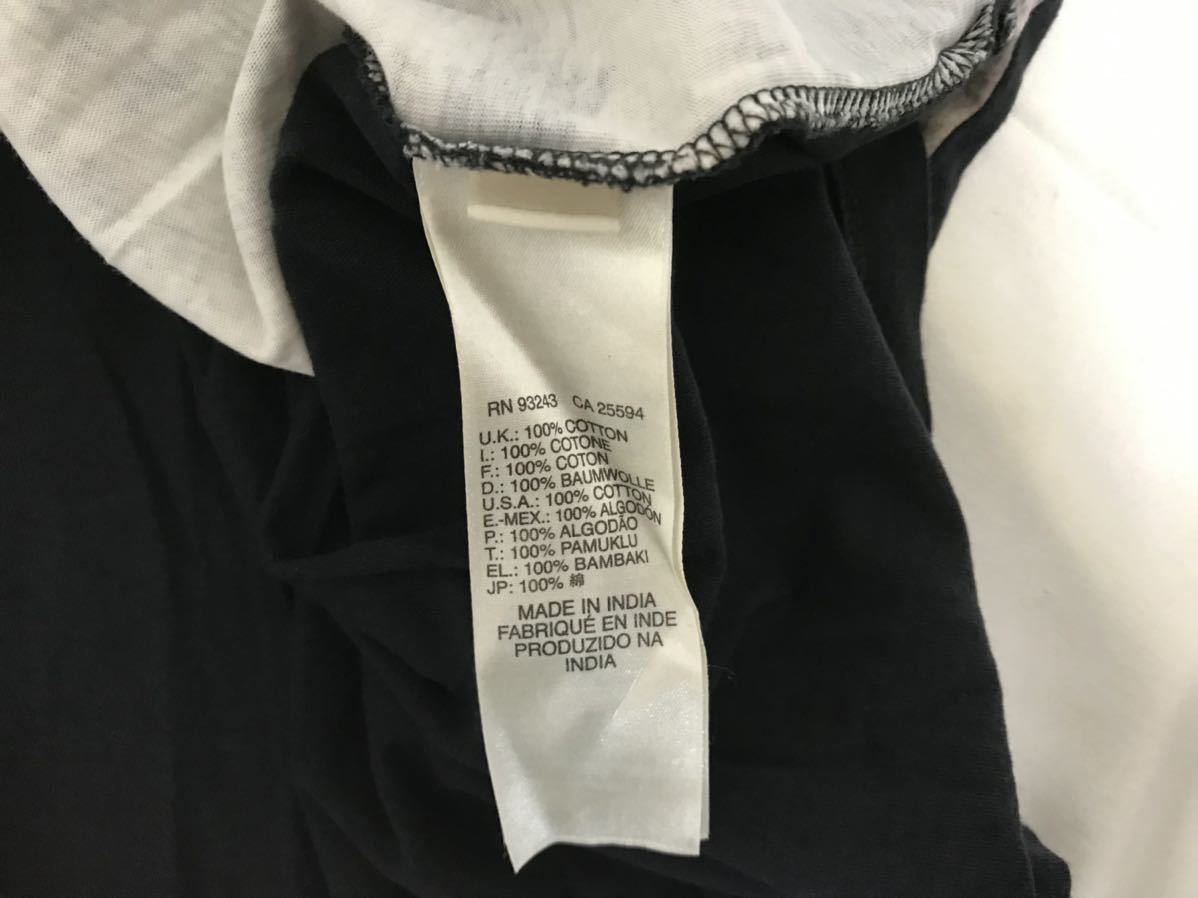 RN 93243 CA 25594
U.K.: 100% COTTON
I.: 100% COTONE
F.: 100% COTON
D.: 100% BAUMWOLLE
U.S.A.: 100% COTTON
E.-MEX.: 100% ALGODÓN
P.: 100% ALGODÃO
T.: 100% PAMUKLU
EL.: 100% BAMBAKI
JP: 100% 綿
MADE IN INDIA
FABRIQUÉ EN INDE
PRODUZIDO NA
INDIA